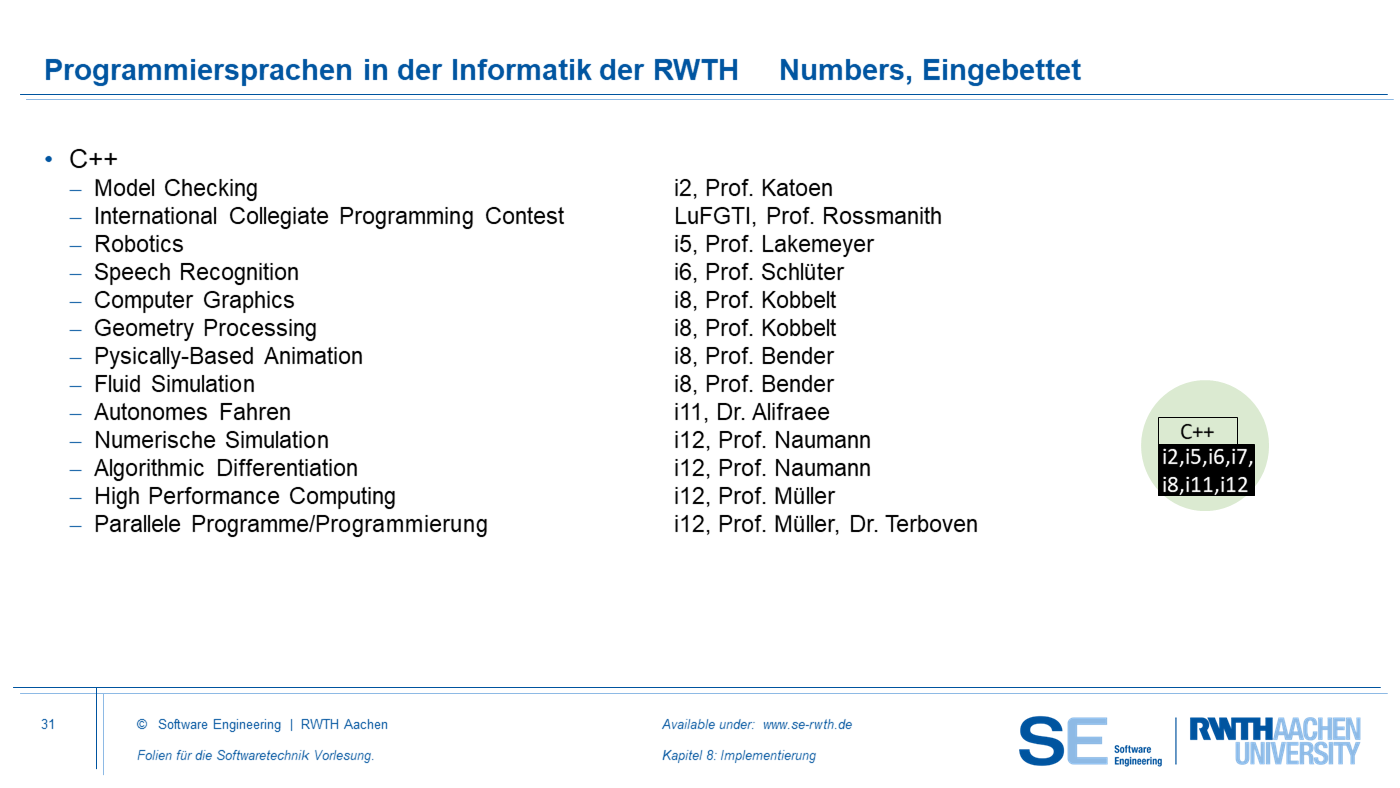 Programmiersprachen in der Informatik der RWTH Numbers, Eingebettet
• C++
– Model Checking i2, Prof. Katoen
– International Collegiate Programming Contest LuFGTI, Prof. Rossmanith
– Robotics i5, Prof. Lakemeyer
– Speech Recognition i6, Prof. Schlüter
– Computer Graphics i8, Prof. Kobbelt
– Geometry Processing i8, Prof. Kobbelt
– Pysically-Based Animation i8, Prof. Bender
– Fluid Simulation i8, Prof. Bender
– Autonomes Fahren i11, Dr. Alifraee
– Numerische Simulation i12, Prof. Naumann
– Algorithmic Differentiation i12, Prof. Naumann
– High Performance Computing i12, Prof. Müller
– Parallele Programme/Programmierung i12, Prof. Müller, Dr. Terboven
C++
i2,i5,i6,i7,
i8,i11,i12
31
© Software Engineering | RWTH Aachen
Folien für die Softwaretechnik Vorlesung.
Available under: www.se-rwth.de
Kapitel 8: Implementierung
SE Software
Engineering
RWTHAACHEN
UNIVERSITY